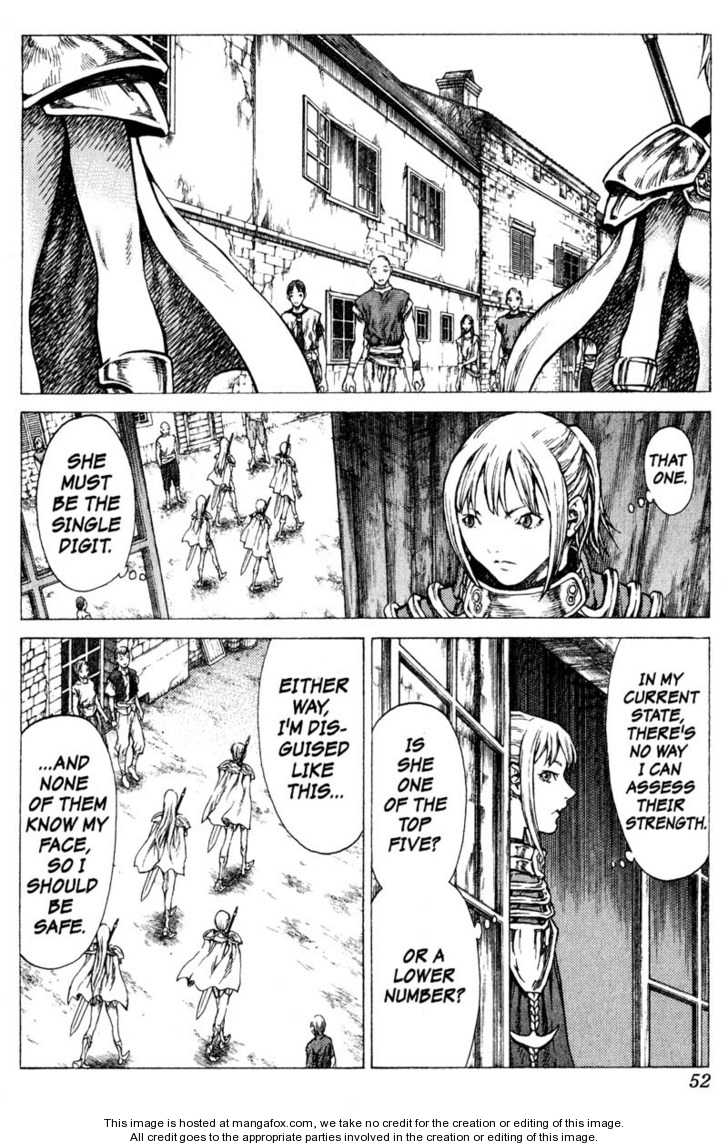 THAT
ONE.
SHE
MUST
BE THE
SINGLE
DIGIT.
IN MY
CURRENT
STATE,
THERE'S
NO WAY
I CAN
ASSESS
THEIR
STRENGTH.
IS
SHE
ONE
OF THE
TOP
FIVE?
OR A
LOWER
NUMBER?
EITHER
WAY,
I'M DIS-
GUISED
LIKE
THIS...
...AND
NONE
OF THEM
KNOW MY
FACE,
SO I
SHOULD
BE
SAFE.
52
This image is hosted at mangafox.com, we take no credit for the creation or editing of this image.
All credit goes to the appropriate parties involved in the creation or editing of this image.